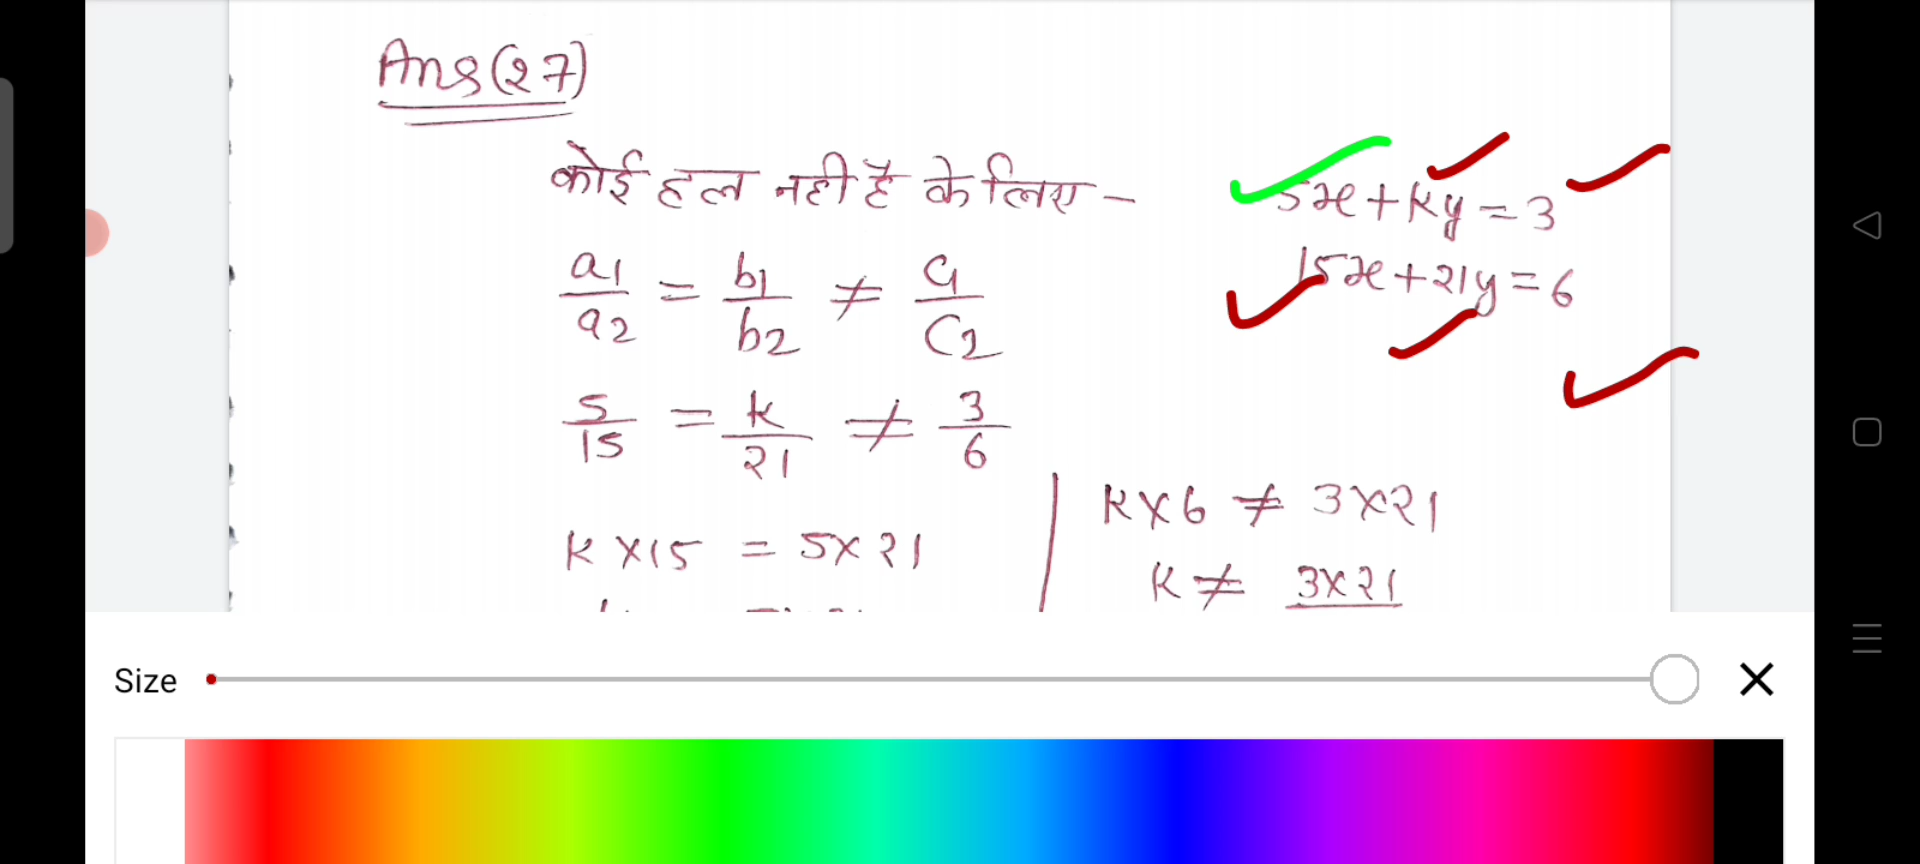 Ans(27)
कोई हल नही है के लिए -
5x+ky=3
15x+21y=6
a1/a2 = b1/b2 ≠ c1/c2
5/15 = k/21 ≠ 3/6
k×15 = 5×21
k×6 ≠ 3×21
k≠ 3×21
Size